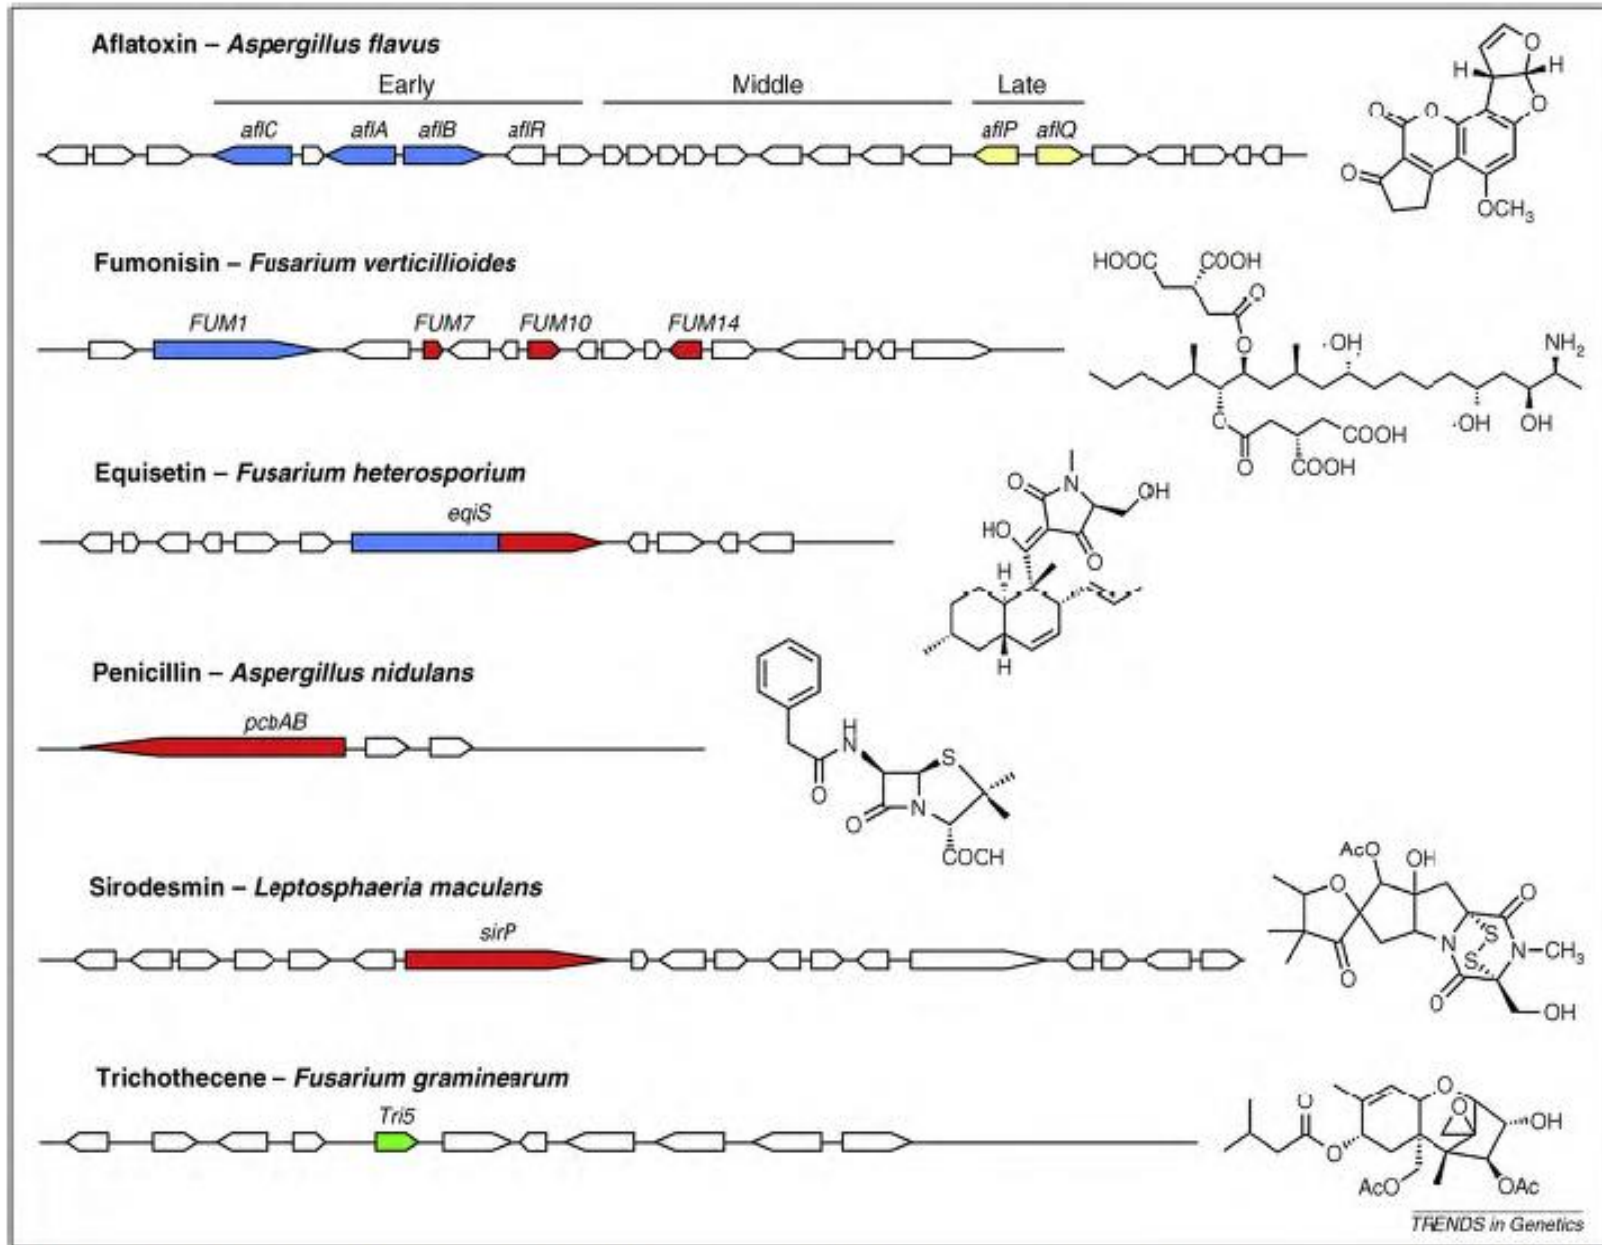 Aflatoxin – Aspergillus flavus
Early Middle Late
aflC aflA aflB aflR aflP aflQ
O
H H
O
O O
O
OCH3
Fumonisin – Fusarium verticillioides
HOOC COOH
O
FUM1 FUM7 FUM10 FUM14
O
OH NH2
O
OH OH
COOH
O COOH
Equisetin – Fusarium heterosporium
eqiS
O N OH
HO
O
H
H
Penicillin – Aspergillus nidulans
pcbAB
H
N
S
O
O N
COCH
Sirodesmin – Leptosphaeria maculans
sirP
AcO OH
O O
S
N N CH3
S
O
O
OH
Trichothecene – Fusarium graminearum
Tri5
O O
O OH
O
AcO OAc
TRENDS in Genetics